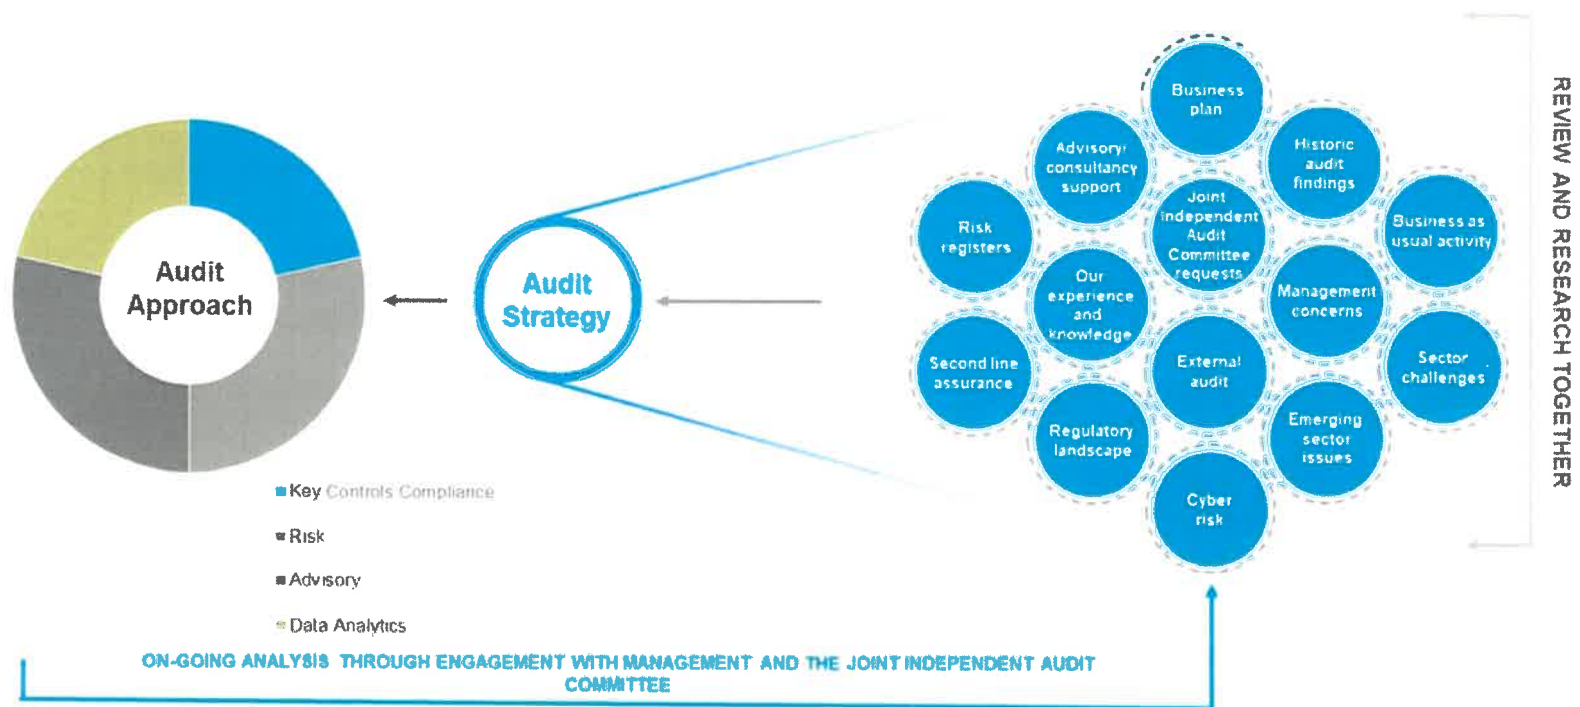 Audit
Approach
Key Controls Compliance
Risk
Advisory
Data Analytics
Audit
Strategy
Business
plan
Advisory/
consultancy
support
Historic
audit
findings
Risk
registers
Joint
Independent
Audit
Committee
requests
Business as
usual activity
Our
experience
and
knowledge
Management
concerns
Second line
assurance
External
audit
Sector
challenges
Regulatory
landscape
Emerging
sector
issues
Cyber
risk
REVIEW AND RESEARCH TOGETHER
ON-GOING ANALYSIS THROUGH ENGAGEMENT WITH MANAGEMENT AND THE JOINT INDEPENDENT AUDIT
COMMITTEE